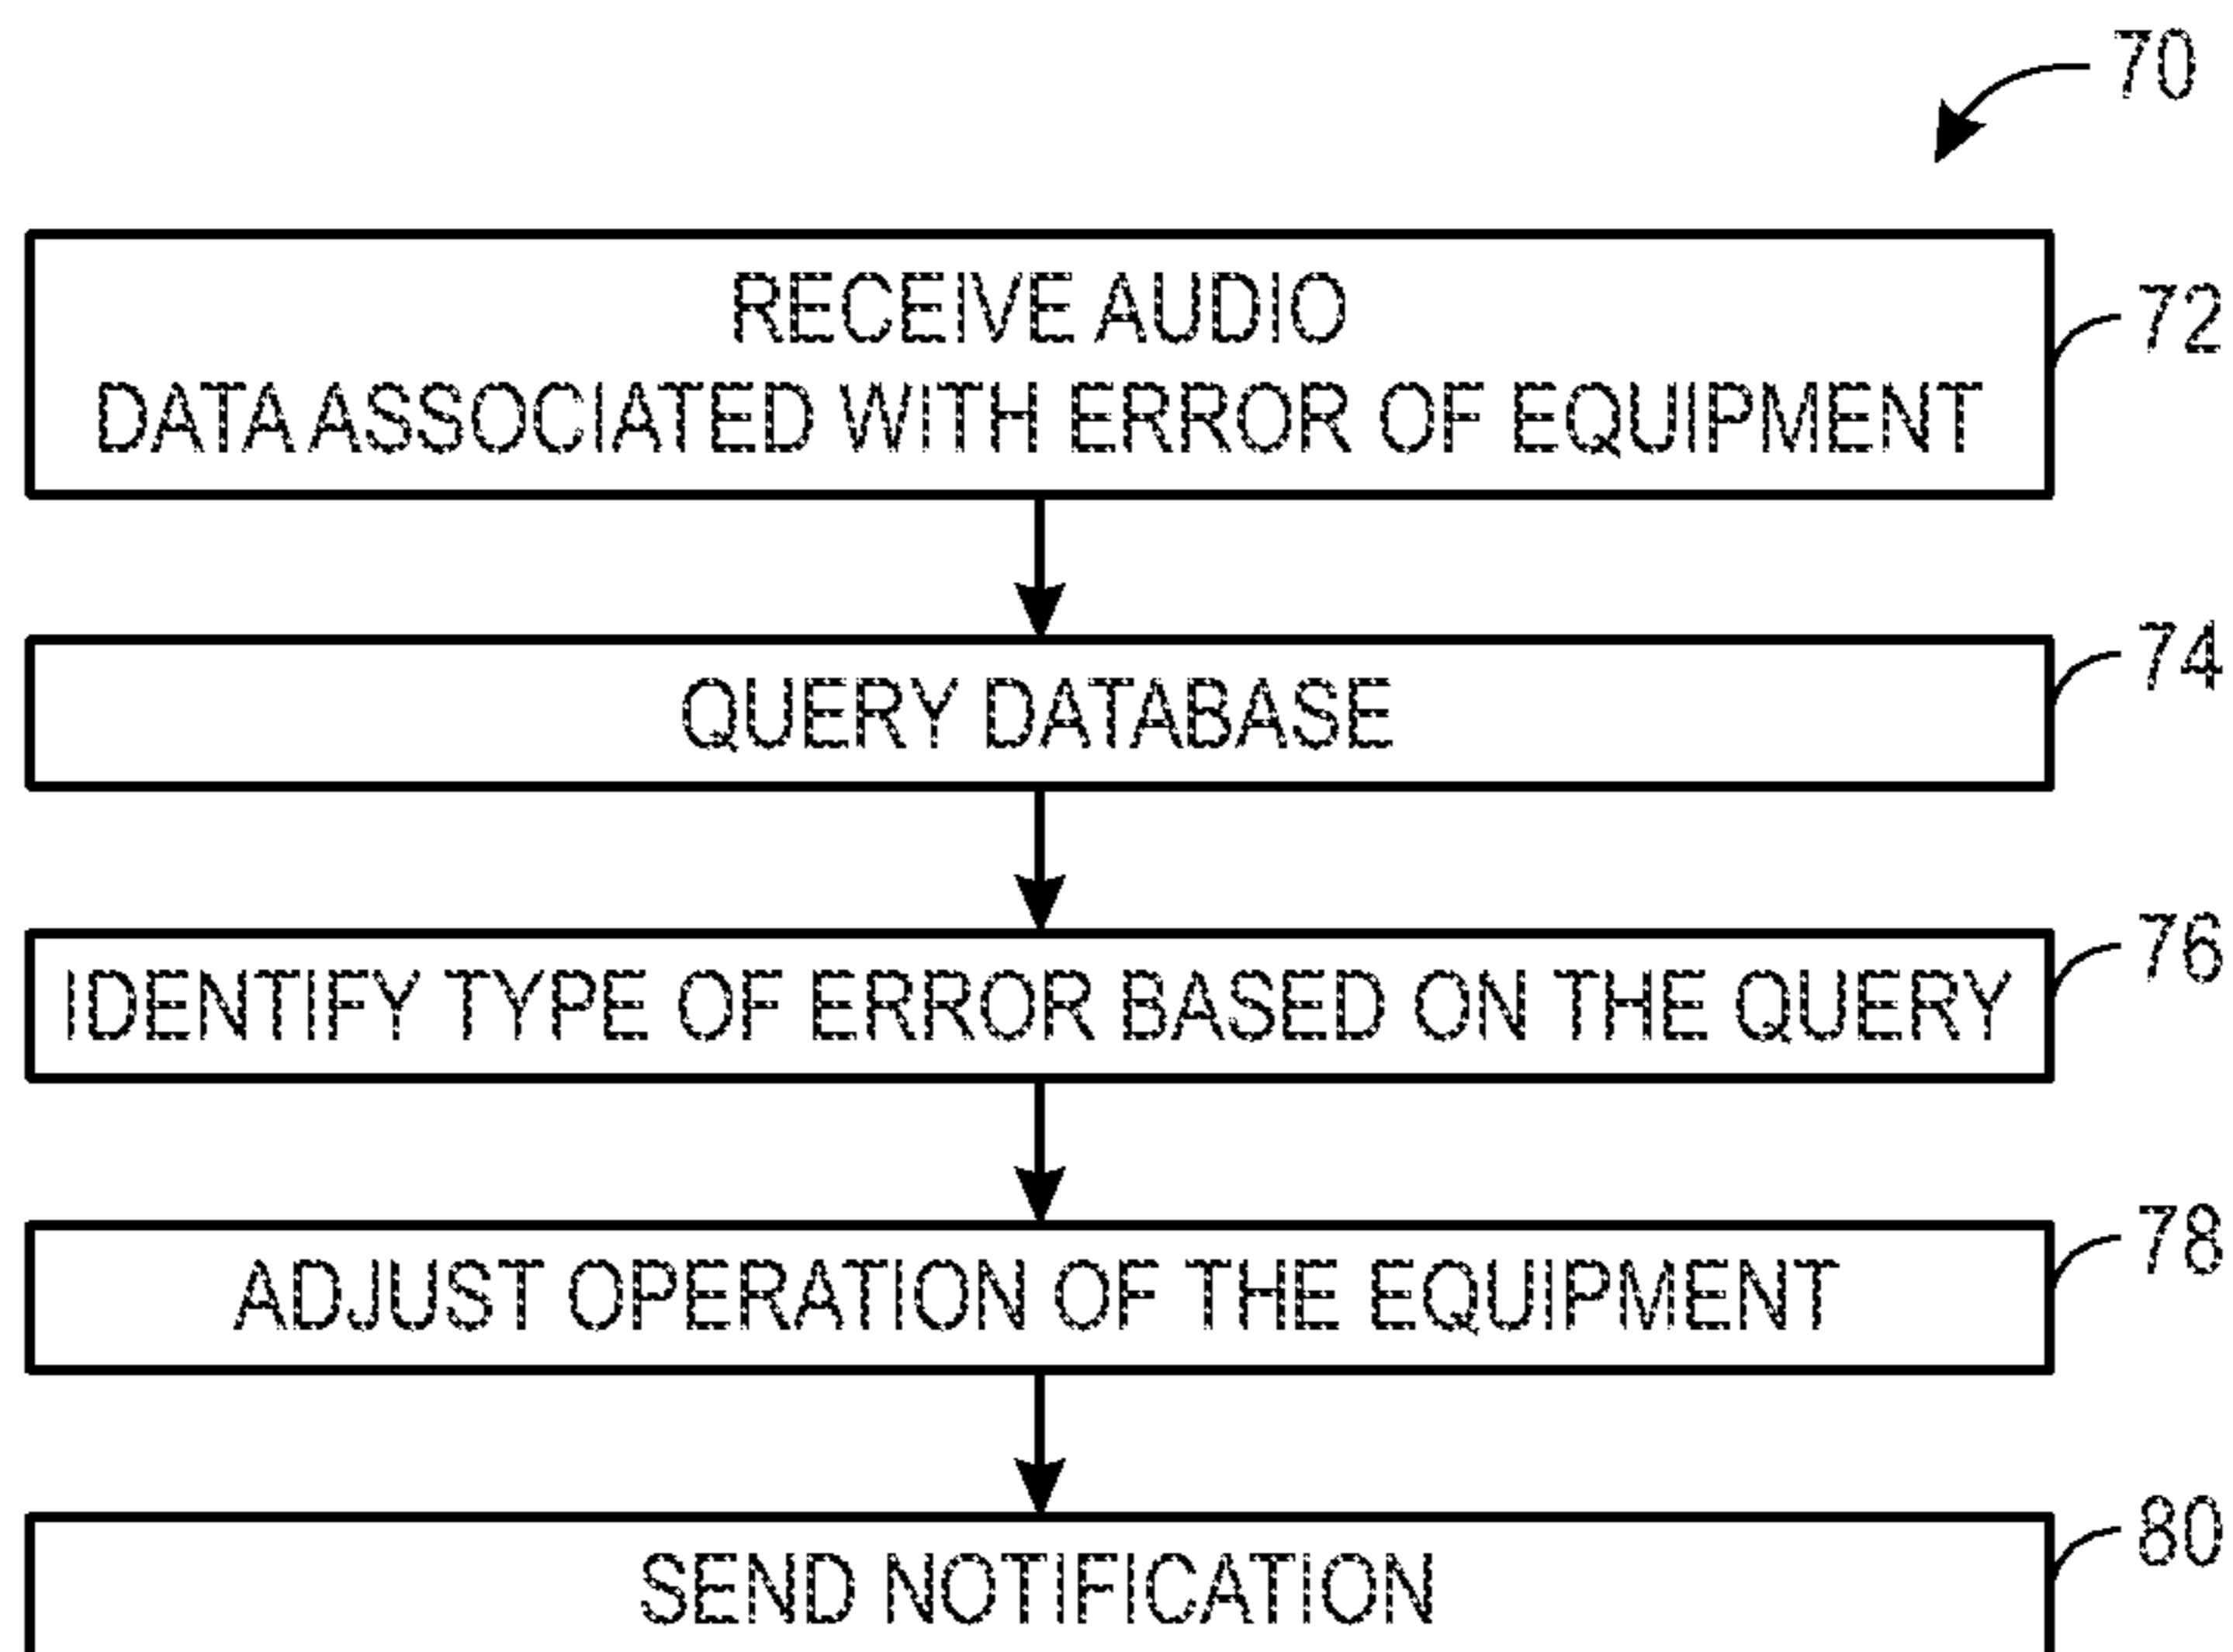 70
RECEIVE AUDIO
DATA ASSOCIATED WITH ERROR OF EQUIPMENT
72
QUERY DATABASE
74
IDENTIFY TYPE OF ERROR BASED ON THE QUERY
76
ADJUST OPERATION OF THE EQUIPMENT
78
SEND NOTIFICATION
80